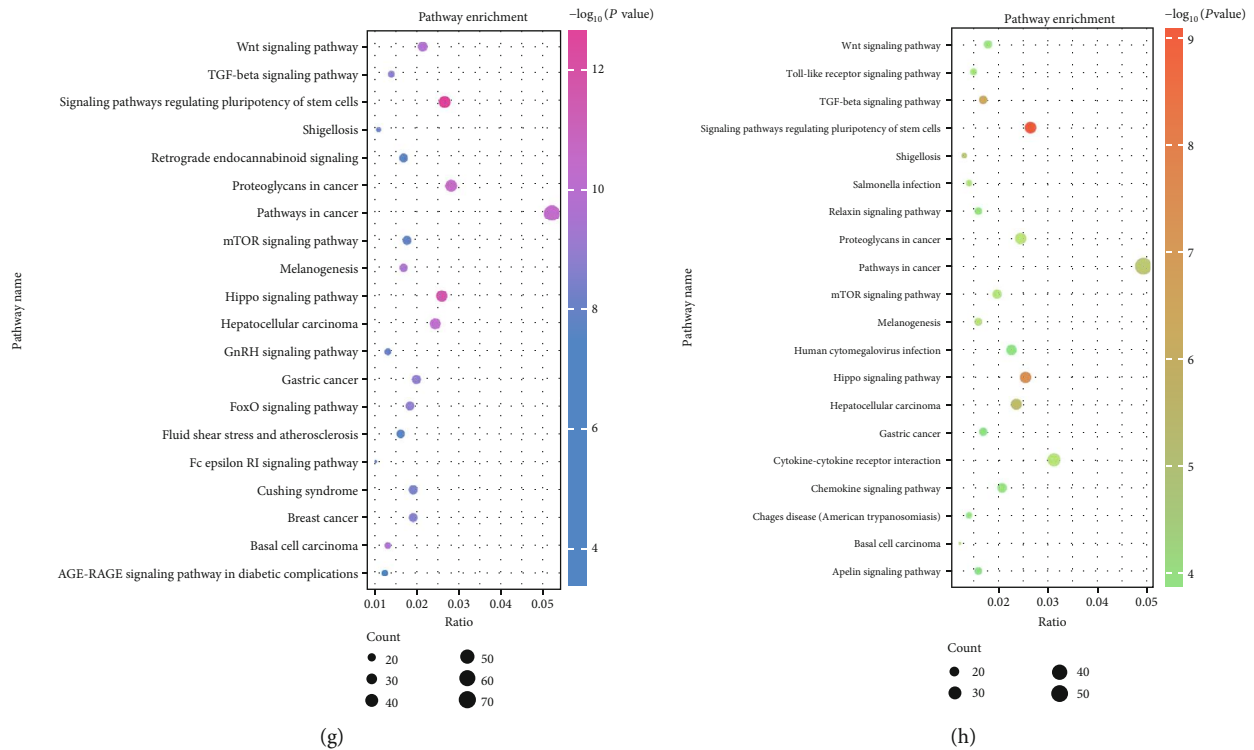 Pathway enrichment
−log₁₀ (P value)
Pathway name
Wnt signaling pathway
TGF-beta signaling pathway
Signaling pathways regulating pluripotency of stem cells
Shigellosis
Retrograde endocannabinoid signaling
Proteoglycans in cancer
Pathways in cancer
mTOR signaling pathway
Melanogenesis
Hippo signaling pathway
Hepatocellular carcinoma
GnRH signaling pathway
Gastric cancer
FoxO signaling pathway
Fluid shear stress and atherosclerosis
Fc epsilon RI signaling pathway
Cushing syndrome
Breast cancer
Basal cell carcinoma
AGE-RAGE signaling pathway in diabetic complications
12
10
8
6
4
0.01 0.02 0.03 0.04 0.05
Ratio
Count
20 50
30 60
40 70
(g)
Pathway enrichment
−log₁₀ (Pvalue)
Pathway name
Wnt signaling pathway
Toll-like receptor signaling pathway
TGF-beta signaling pathway
Signaling pathways regulating pluripotency of stem cells
Shigellosis
Salmonella infection
Relaxin signaling pathway
Proteoglycans in cancer
Pathways in cancer
mTOR signaling pathway
Melanogenesis
Human cytomegalovirus infection
Hippo signaling pathway
Hepatocellular carcinoma
Gastric cancer
Cytokine-cytokine receptor interaction
Chemokine signaling pathway
Chages disease (American trypanosomiasis)
Basal cell carcinoma
Apelin signaling pathway
9
8
7
6
5
4
0.02 0.03 0.04 0.05
Ratio
Count
20 40
30 50
(h)